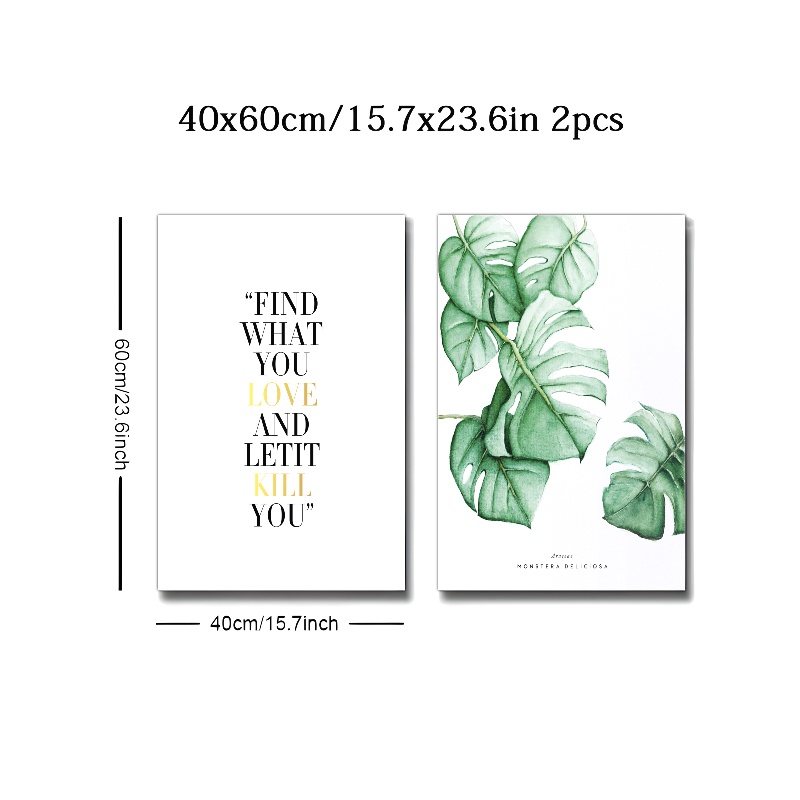 40x60cm/15.7x23.6in 2pcs
60cm/23.6inch
“FIND
WHAT
YOU
LOVE
AND
LETIT
KILL
YOU”
MONSTERA DELICIOSA
40cm/15.7inch